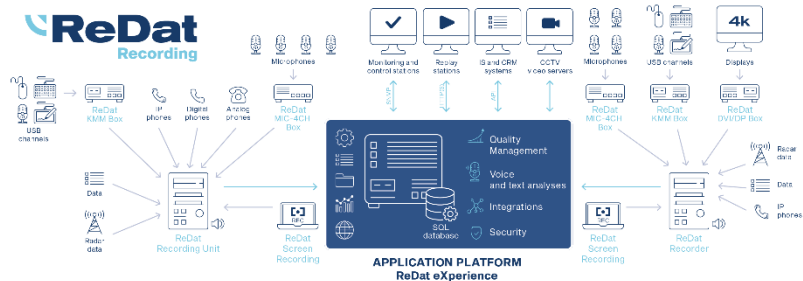 ReDat
Recording
Microphones
Monitoring and
control stations
Replay
stations
IS and CRM
systems
CCTV
video servers
Microphones
USB channels
4k
Displays
USB
channels
ReDat
KMM Box
IP
phones
Digital
phones
Analog
phones
ReDat
MIC-4CH
Box
SNMP
API
ReDat
MIC-4CH
Box
ReDat
KMM Box
ReDat
DVI/DP Box
Quality
Management
Voice
and text analyses
Integrations
Security
SQL
database
Data
Radar
data
ReDat
Recording Unit
REC
ReDat
Screen
Recording
REC
ReDat
Screen
Recording
ReDat
Recorder
Radar
data
Data
IP
phones
APPLICATION PLATFORM
ReDat eXperience